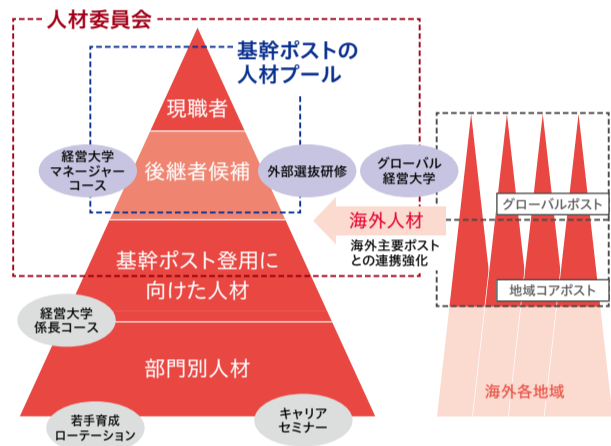 人材委員会
基幹ポストの
人材プール
現職者
経営大学
マネージャー
コース
後継者候補
外部選抜研修
グローバル
経営大学
グローバルポスト
海外人材
海外主要ポスト
との連携強化
基幹ポスト登用に
向けた人材
地域コアポスト
経営大学
係長コース
部門別人材
海外各地域
若手育成
ローテーション
キャリア
セミナー